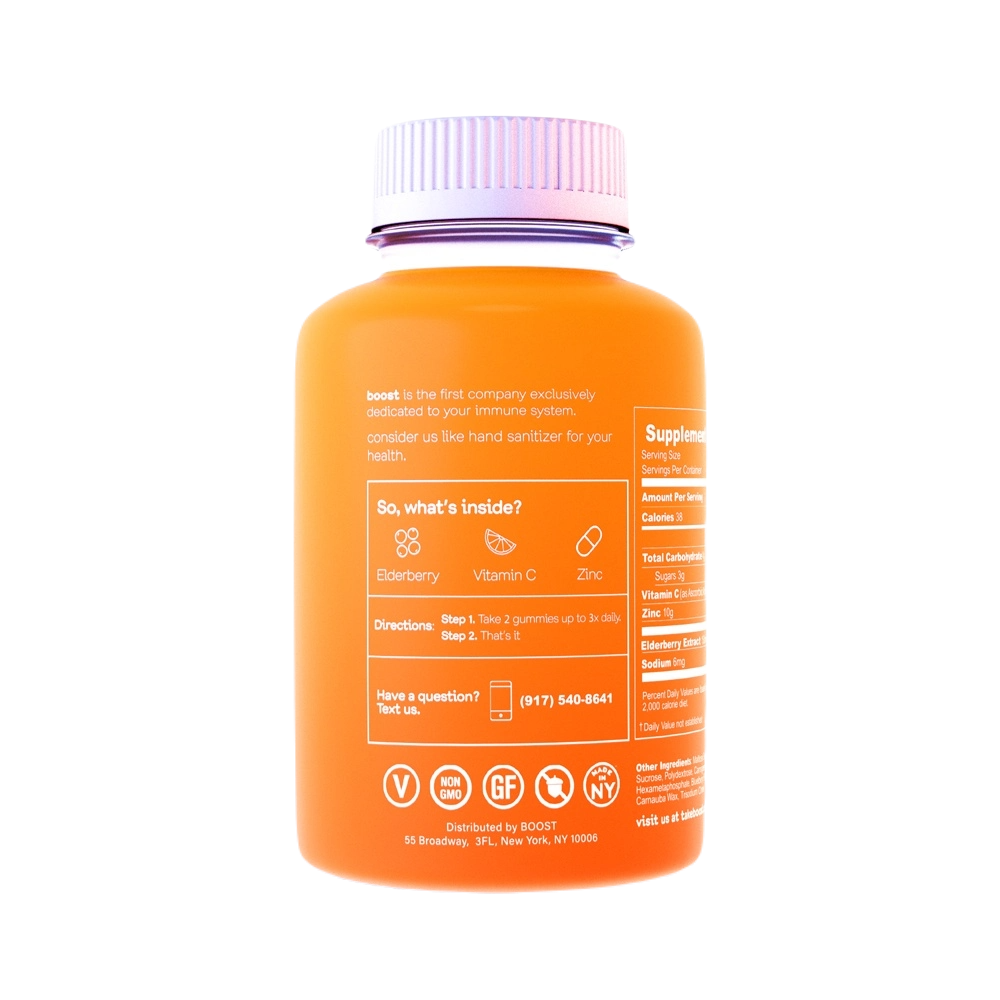 boost is the first company exclusively
dedicated to your immune system.
consider us like hand sanitizer for your
health.
So, what's inside?
Elderberry
Vitamin C
Zinc
Directions:
Step 1. Take 2 gummies up to 3x daily.
Step 2. That's it
Have a question?
Text us.
(917) 540-8641
V
NON
GMO
GF
MADE
IN
NY
Distributed by BOOST
55 Broadway, 3FL, New York, NY 10006
Serving Size
Servings Per Container
Amount Per Serving
Calories 38
Total Carbohydrate
Sugars 3g
Vitamin C (as
Zinc 10g
Elderberry Extract
Sodium 5mg
Percent Daily Values are
2,000 calorie diet.
† Daily Value not established
Other Ingredients:
Sucrose, Polydextrose,
Hexametaphosphate,
Carnauba Wax,
visit us at